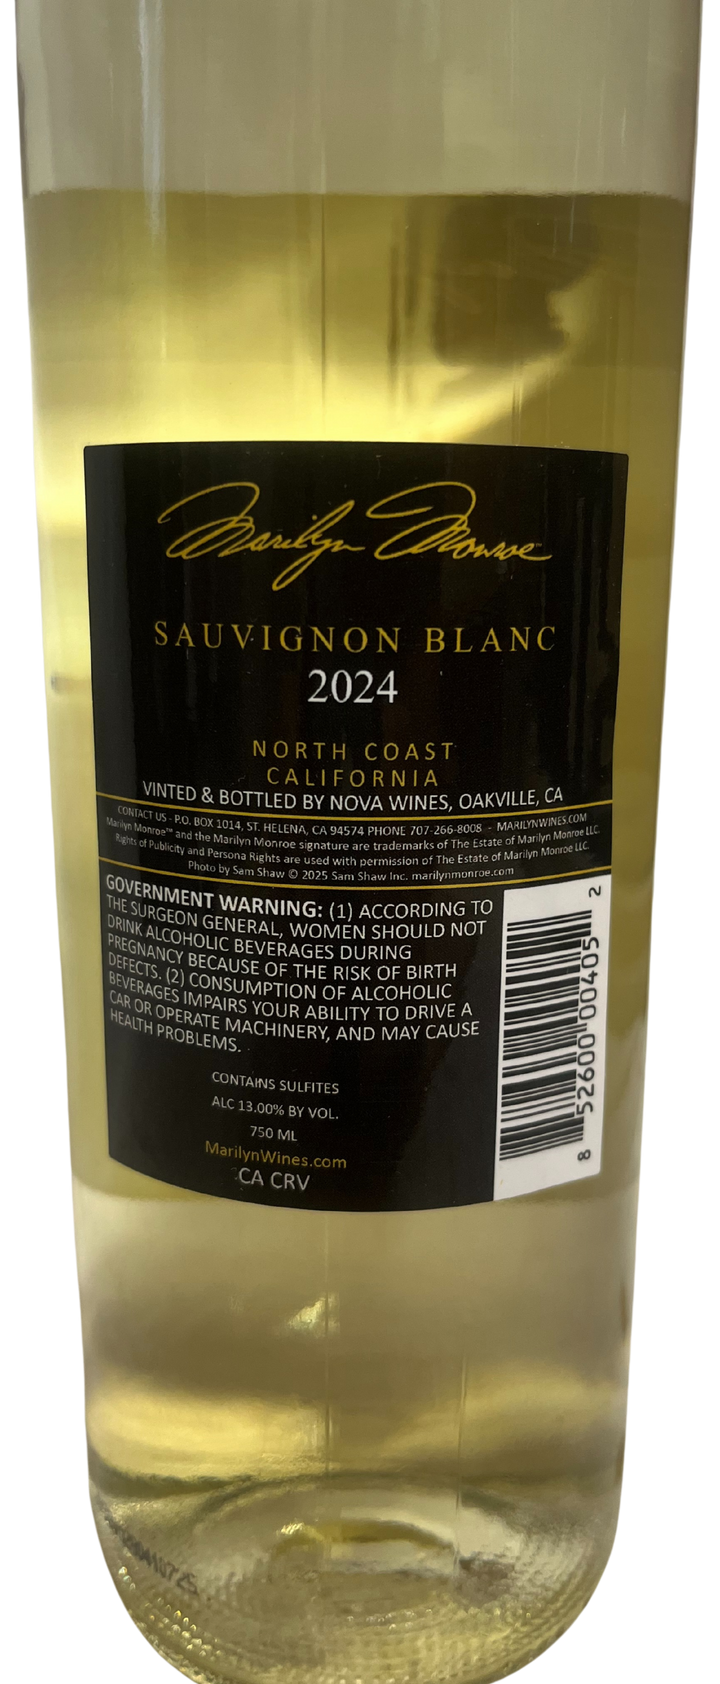 Marilyn Monroe
SAUVIGNON BLANC
2024
NORTH COAST
CALIFORNIA
VINTED & BOTTLED BY NOVA WINES, OAKVILLE, CA
CONTACT US - P.O. BOX 1014, ST. HELENA, CA 94574 PHONE 707-266-8008 - MARILYNWINES.COM
Marilyn Monroe™ and the Marilyn Monroe signature are trademarks of The Estate of Marilyn Monroe LLC.
Rights of Publicity and Persona Rights are used with permission of The Estate of Marilyn Monroe LLC.
Photo by Sam Shaw © 2025 Sam Shaw Inc. marilynmonroe.com
GOVERNMENT WARNING: (1) ACCORDING TO
THE SURGEON GENERAL, WOMEN SHOULD NOT
DRINK ALCOHOLIC BEVERAGES DURING
PREGNANCY BECAUSE OF THE RISK OF BIRTH
DEFECTS. (2) CONSUMPTION OF ALCOHOLIC
BEVERAGES IMPAIRS YOUR ABILITY TO DRIVE A
CAR OR OPERATE MACHINERY, AND MAY CAUSE
HEALTH PROBLEMS.
8 52600 00405 2
CONTAINS SULFITES
ALC 13.00% BY VOL.
750 ML
MarilynWines.com
CA CRV